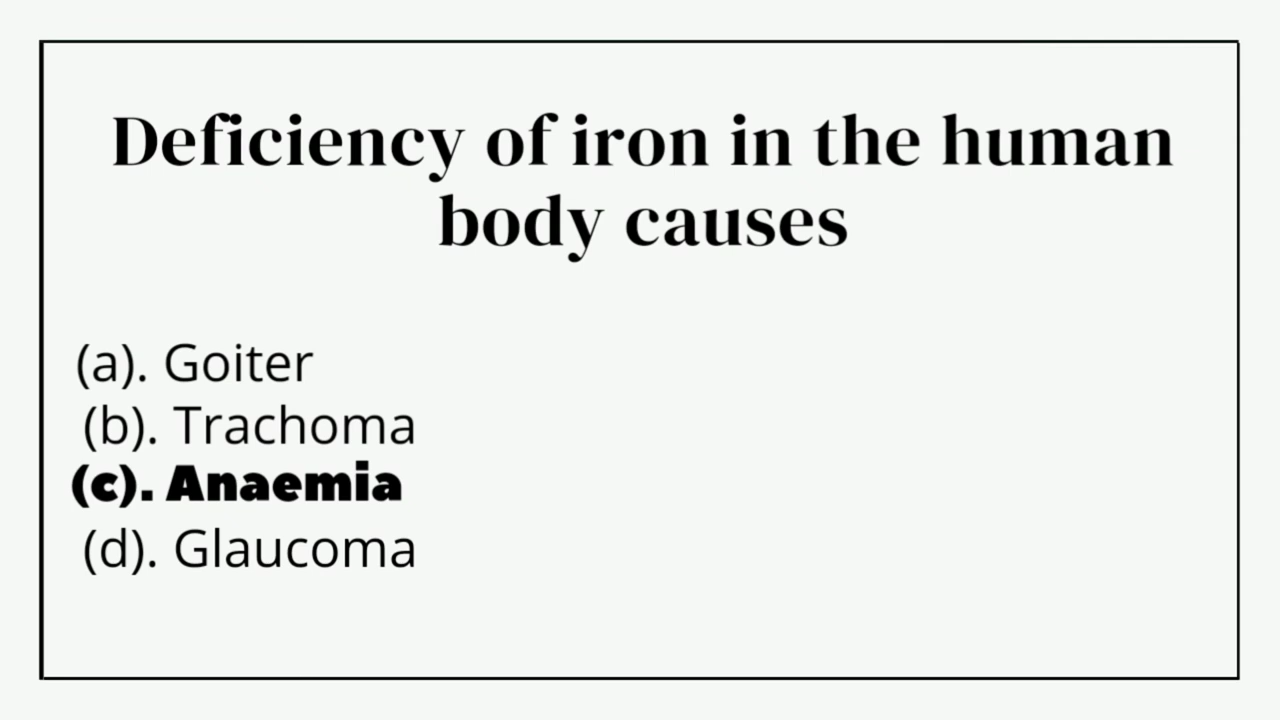 Deficiency of iron in the human
body causes
(a). Goiter
(b). Trachoma
(c). Anaemia
(d). Glaucoma